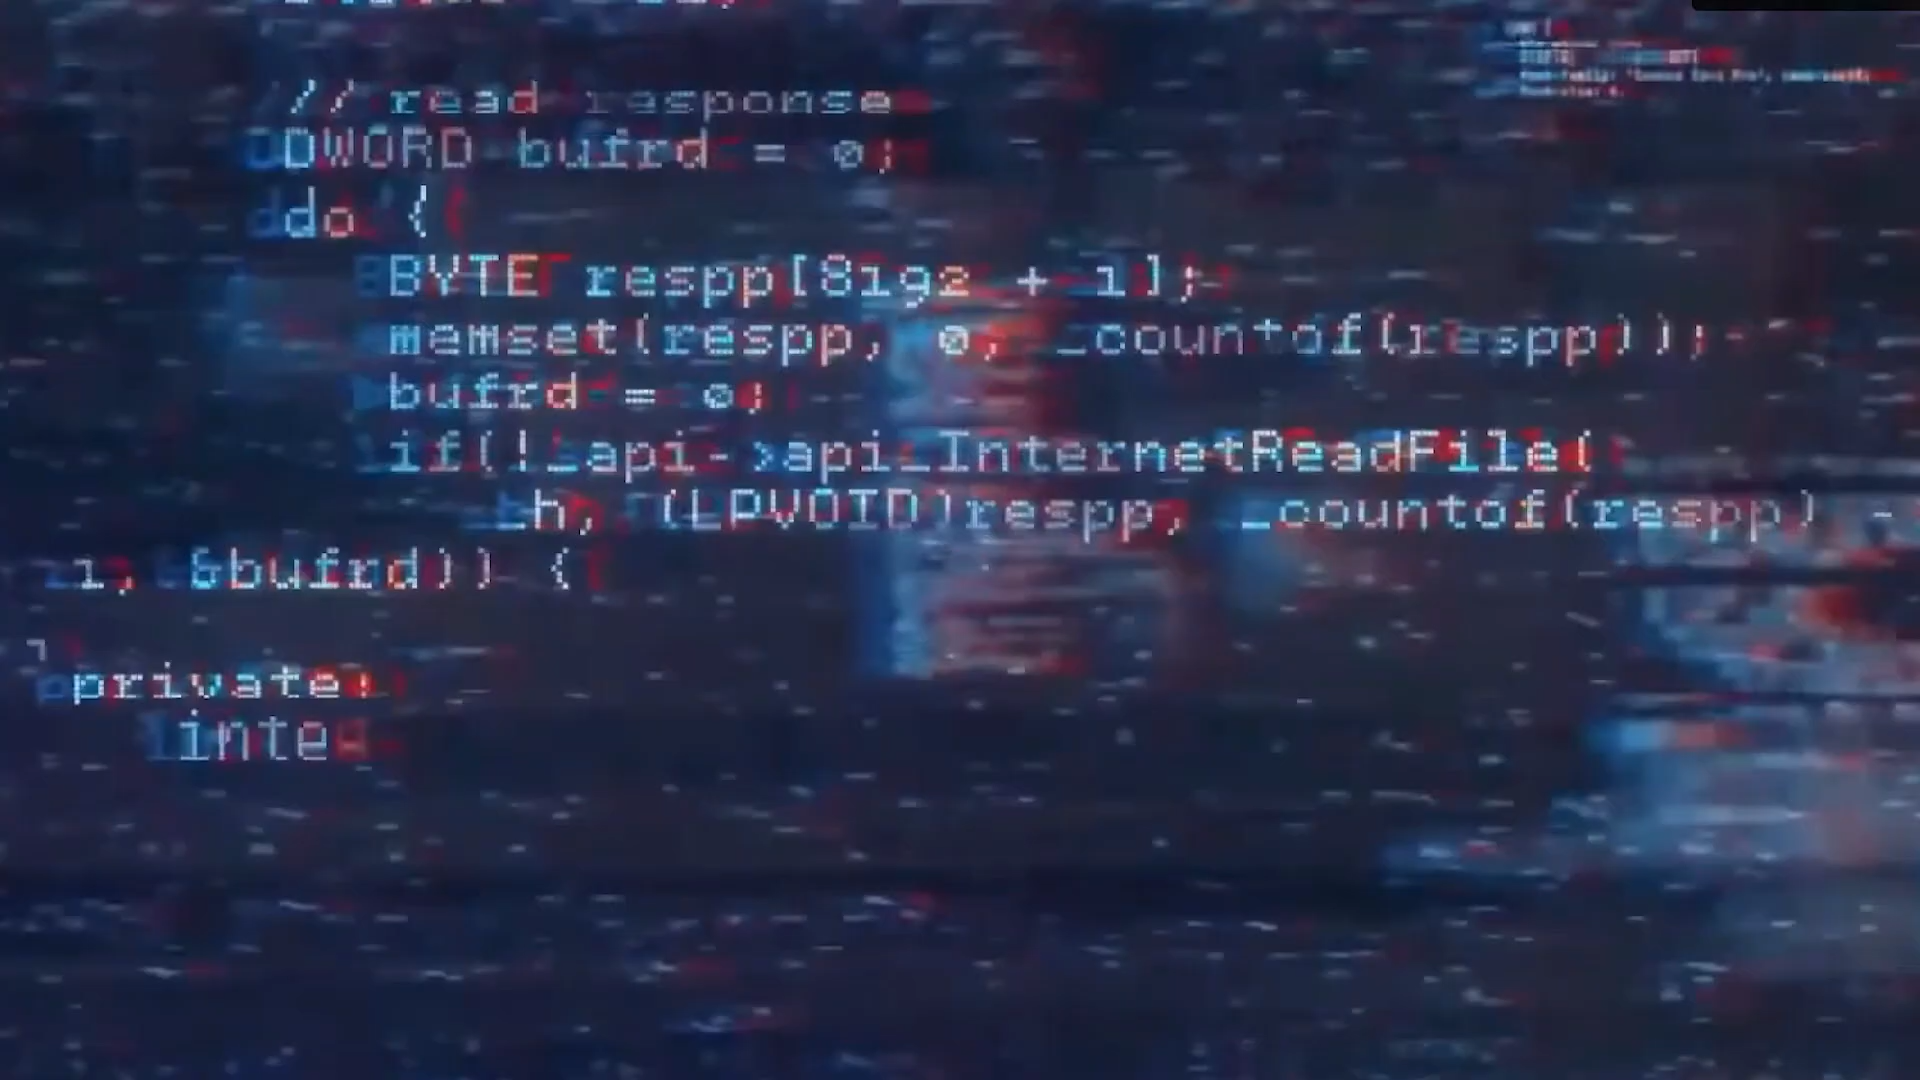 // read response
DWORD bufrd = 0;
do {
BYTE respp[8192 + 1];
memset(respp, 0, _countof(respp));
bufrd = 0;
if(!_api->api_InternetReadFile(
_h, (LPVOID)respp, _countof(respp) -
1, &bufrd)) {
private:
inte